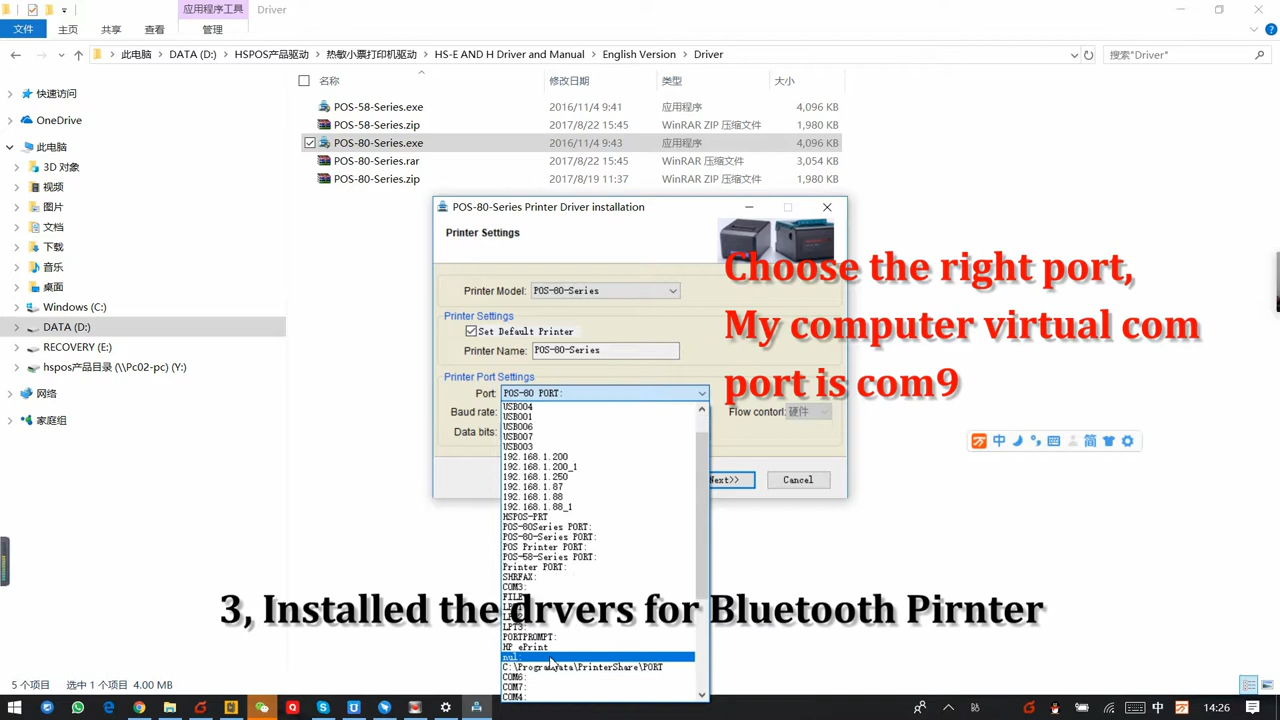 应用程序工具 Driver
文件 主页 共享 查看 管理
此电脑 DATA (D:) HSPOS产品驱动 热敏小票打印机驱动 HS-E AND H Driver and Manual English Version Driver 搜索"Driver"
名称 修改日期 类型 大小
快速访问
OneDrive
此电脑
3D 对象
视频
图片
文档
下载
音乐
桌面
Windows (C:)
DATA (D:)
RECOVERY (E:)
hspos产品目录 (\\Pc02-pc) (Y:)
网络
家庭组
POS-58-Series.exe 2016/11/4 9:41 应用程序 4,096 KB
POS-58-Series.zip 2017/8/22 15:45 WinRAR ZIP 压缩文件 1,980 KB
POS-80-Series.exe 2016/11/4 9:43 应用程序 4,096 KB
POS-80-Series.rar 2017/8/22 15:45 WinRAR 压缩文件 3,054 KB
POS-80-Series.zip 2017/8/19 11:37 WinRAR ZIP 压缩文件 1,980 KB
POS-80-Series Printer Driver installation
Printer Settings
Printer Model: POS-80-Series
Printer Settings
Set Default Printer
Printer Name: POS-80-Series
Printer Port Settings
Port: POS-80 PORT:
Baud rate: Flow contorl: 硬件
Data bits:
USB004
USB001
USB006
USB007
USB003
192.168.1.200
192.168.1.200_1
192.168.1.250
192.168.1.87
192.168.1.88
192.168.1.88_1
HSPOS-PRT
POS-80Series PORT:
POS-80-Series PORT:
POS Printer PORT:
POS-58-Series PORT:
Printer PORT:
SHRFAX:
COM3:
LPT3:
PORTPROMPT:
HP ePrint
nul:
C:\ProgramData\PrinterShare\PORT
COM6:
COM7:
COM4:
Next>> Cancel
Choose the right port,
My computer virtual com
port is com9
中 简
3, Installed the drvers for Bluetooth Pirnter
5 个项目 选中 1 个项目 4.00 MB
中 14:26